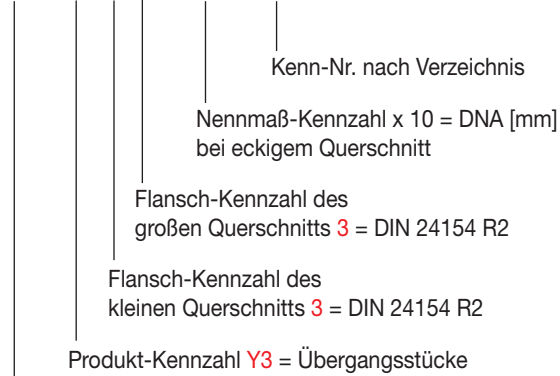 Kenn-Nr. nach Verzeichnis
Nennmaß-Kennzahl x 10 = DNA [mm]
bei eckigem Querschnitt
Flansch-Kennzahl des
großen Querschnitts 3 = DIN 24154 R2
Flansch-Kennzahl des
kleinen Querschnitts 3 = DIN 24154 R2
Produkt-Kennzahl Y3 = Übergangsstücke